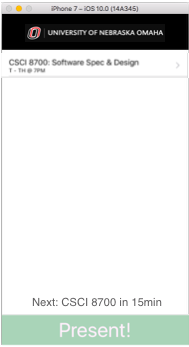 iPhone 7 – iOS 10.0 (14A345)
UNIVERSITY OF NEBRASKA OMAHA
CSCI 8700: Software Spec & Design
T - TH @ 7PM
Next: CSCI 8700 in 15min
Present!